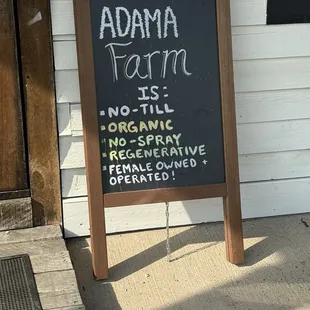 ADAMA
Farm
IS:
NO-TILL
ORGANIC
NO-SPRAY
REGENERATIVE
FEMALE OWNED +
OPERATED!